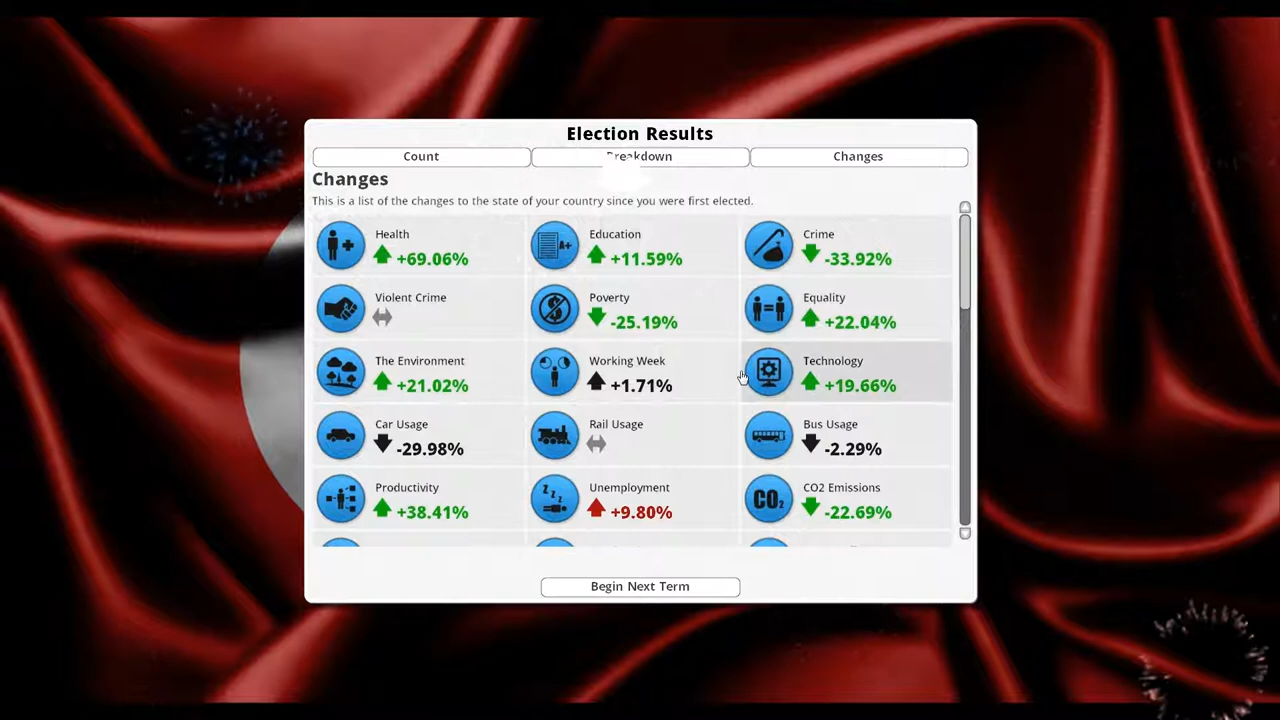 Election Results
Count Breakdown Changes
Changes
This is a list of the changes to the state of your country since you were first elected.
Health Education Crime
+69.06% A+ +11.59% -33.92%
Violent Crime Poverty Equality
-25.19% +22.04%
The Environment Working Week Technology
+21.02% +1.71% +19.66%
Car Usage Rail Usage Bus Usage
-29.98% -2.29%
Productivity Unemployment CO2 Emissions
+38.41% +9.80% CO₂ -22.69%
Begin Next Term